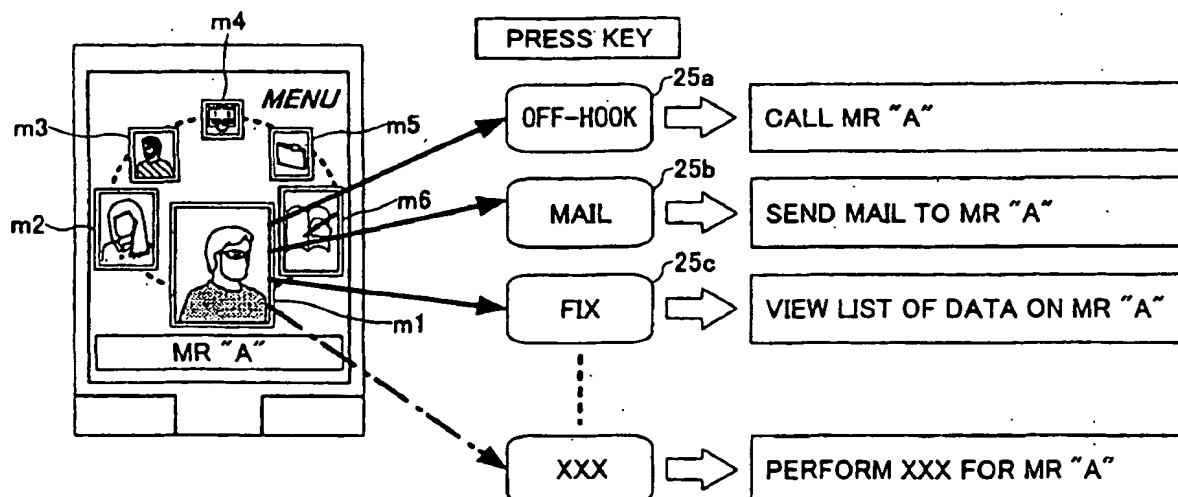 m4
PRESS KEY
MENU
m3
m5
m2
m6
m1
MR "A"
25a
OFF-HOOK
CALL MR "A"
25b
MAIL
SEND MAIL TO MR "A"
25c
FIX
VIEW LIST OF DATA ON MR "A"
XXX
PERFORM XXX FOR MR "A"